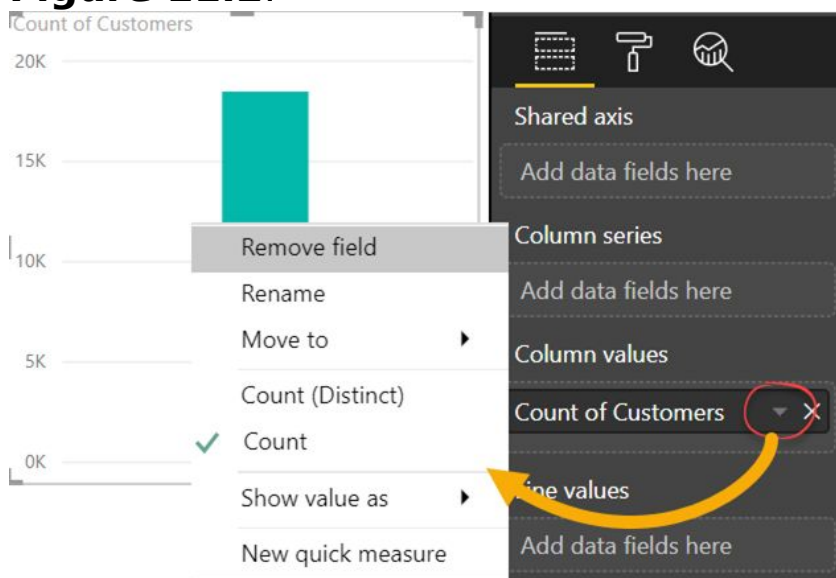 Count of Customers
20K
15K
10K
5K
0K
Remove field
Rename
Move to
Count (Distinct)
Count
Show value as
New quick measure
Shared axis
Add data fields here
Column series
Add data fields here
Column values
Count of Customers
Line values
Add data fields here